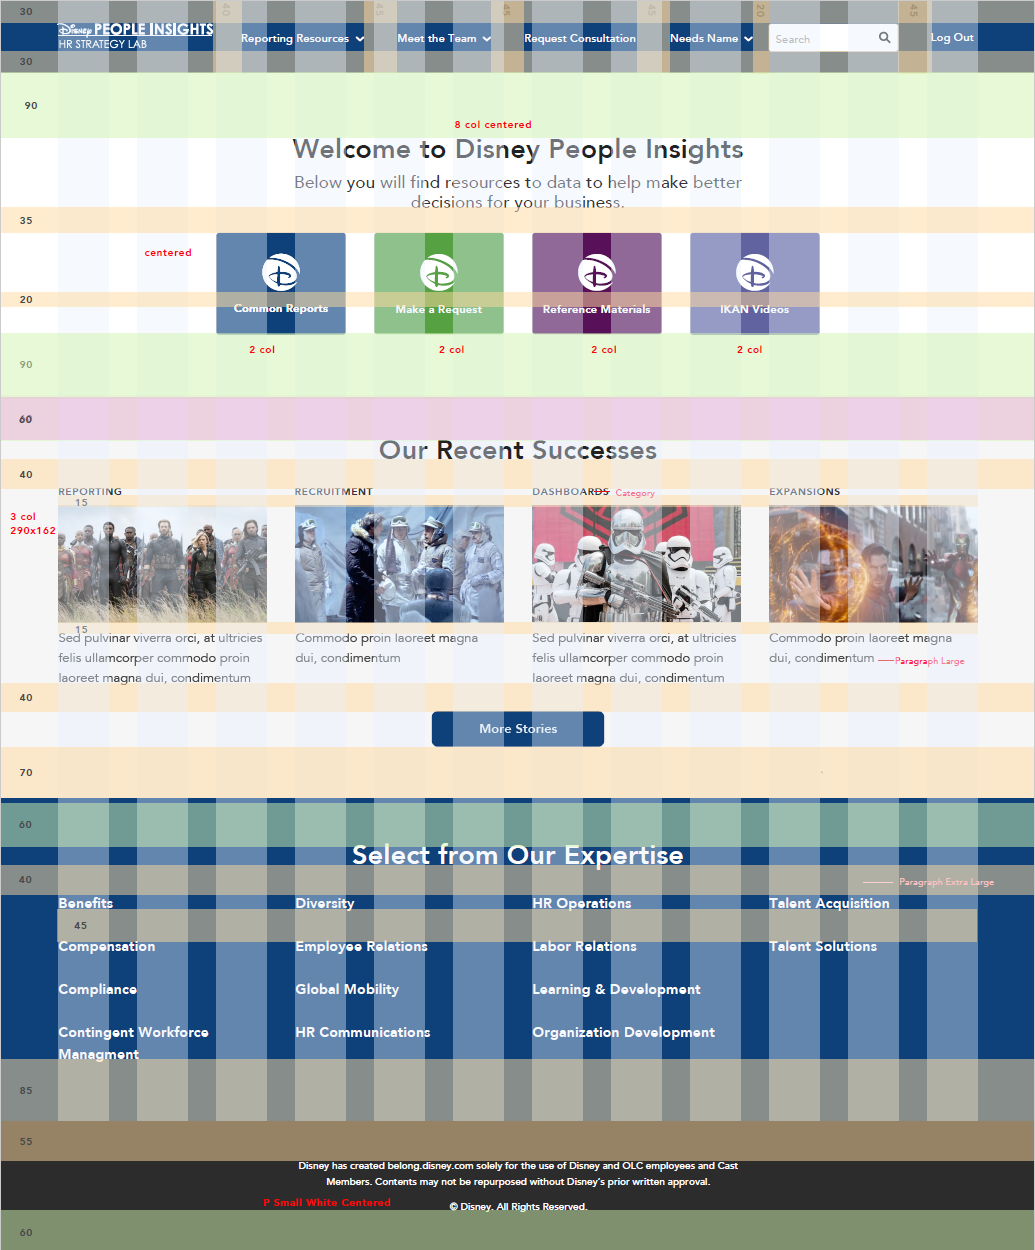 30
40
45
45
45
20
45
Disney PEOPLE INSIGHTS
HR STRATEGY LAB
Reporting Resources
Meet the Team
Request Consultation
Needs Name
Search
Log Out
30
90
8 col centered
Welcome to Disney People Insights
Below you will find resources to data to help make better
decisions for your business.
35
centered
20
Common Reports
Make a Request
Reference Materials
IKAN Videos
2 col
2 col
2 col
2 col
90
60
Our Recent Successes
40
REPORTING
RECRUITMENT
DASHBOARDS
Category
EXPANSIONS
15
3 col
290x162
15
Sed pulvinar viverra orci, at ultricies
felis ullamcorper commodo proin
laoreet magna dui, condimentum
Commodo proin laoreet magna
dui, condimentum
Sed pulvinar viverra orci, at ultricies
felis ullamcorper commodo proin
laoreet magna dui, condimentum
Commodo proin laoreet magna
dui, condimentum
Paragraph Large
40
More Stories
70
60
Select from Our Expertise
40
Paragraph Extra Large
Benefits
Diversity
HR Operations
Talent Acquisition
45
Compensation
Employee Relations
Labor Relations
Talent Solutions
Compliance
Global Mobility
Learning & Development
Contingent Workforce
Managment
HR Communications
Organization Development
85
55
Disney has created belong.disney.com solely for the use of Disney and OLC employees and Cast
Members. Contents may not be repurposed without Disney's prior written approval.
P Small White Centered
© Disney. All Rights Reserved.
60